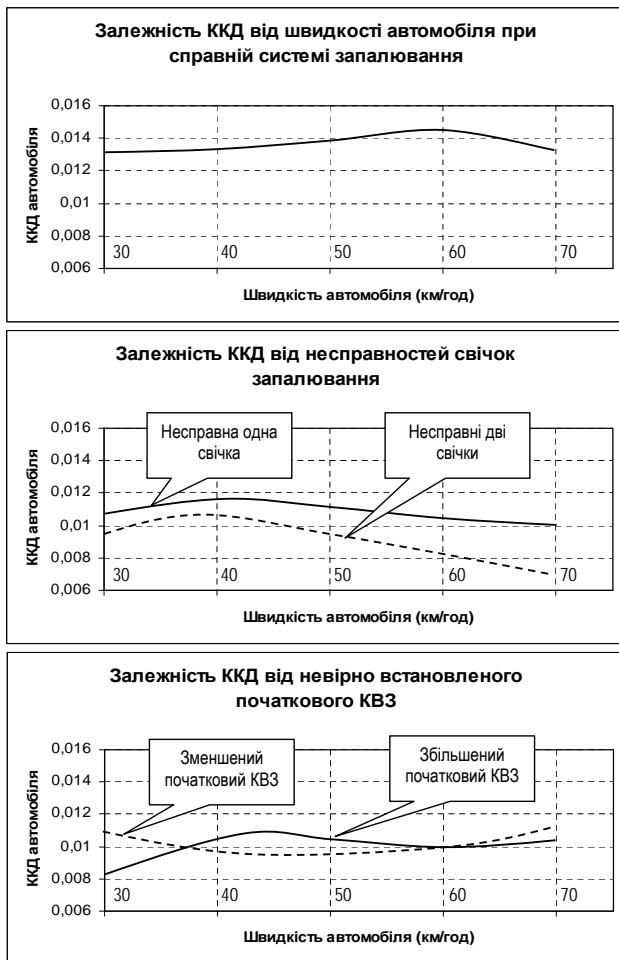 Залежність ККД від швидкості автомобіля при
справній системі запалювання
ККД автомобіля
0,016
0,014
0,012
0,01
0,008
0,006
30 40 50 60 70
Швидкість автомобіля (км/год)
Залежність ККД від несправностей свічок
запалювання
ККД автомобіля
0,016
0,014
0,012
0,01
0,008
0,006
Несправна одна
свічка
Несправні дві
свічки
30 40 50 60 70
Швидкість автомобіля (км/год)
Залежність ККД від невірно встановленого
початкового КВЗ
ККД автомобіля
0,016
0,014
0,012
0,01
0,008
0,006
Зменшений
початковий КВЗ
Збільшений
початковий КВЗ
30 40 50 60 70
Швидкість автомобіля (км/год)